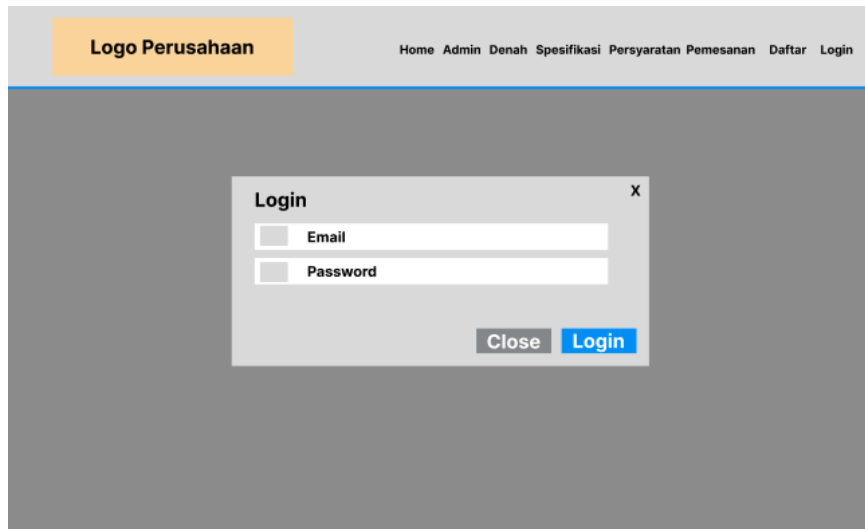 Logo Perusahaan
Home Admin Denah Spesifikasi Persyaratan Pemesanan Daftar Login
Login X
Email
Password
Close Login